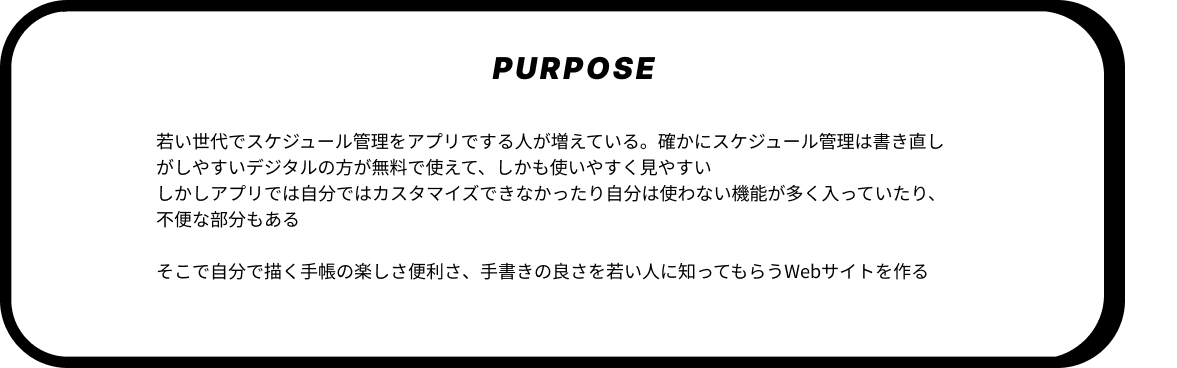 PURPOSE
若い世代でスケジュール管理をアプリでする人が増えている。確かにスケジュール管理は書き直し
がしやすいデジタルの方が無料で使えて、しかも使いやすく見やすい
しかしアプリでは自分ではカスタマイズできなかったり自分は使わない機能が多く入っていたり、
不便な部分もある
そこで自分で描く手帳の楽しさ便利さ、手書きの良さを若い人に知ってもらうWebサイトを作る